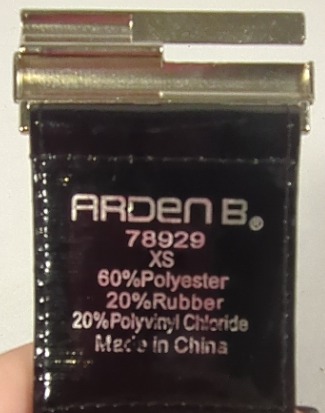 ARDEN B®
78929
XS
60%Polyester
20%Rubber
20%Polyvinyl Chloride
Made in China